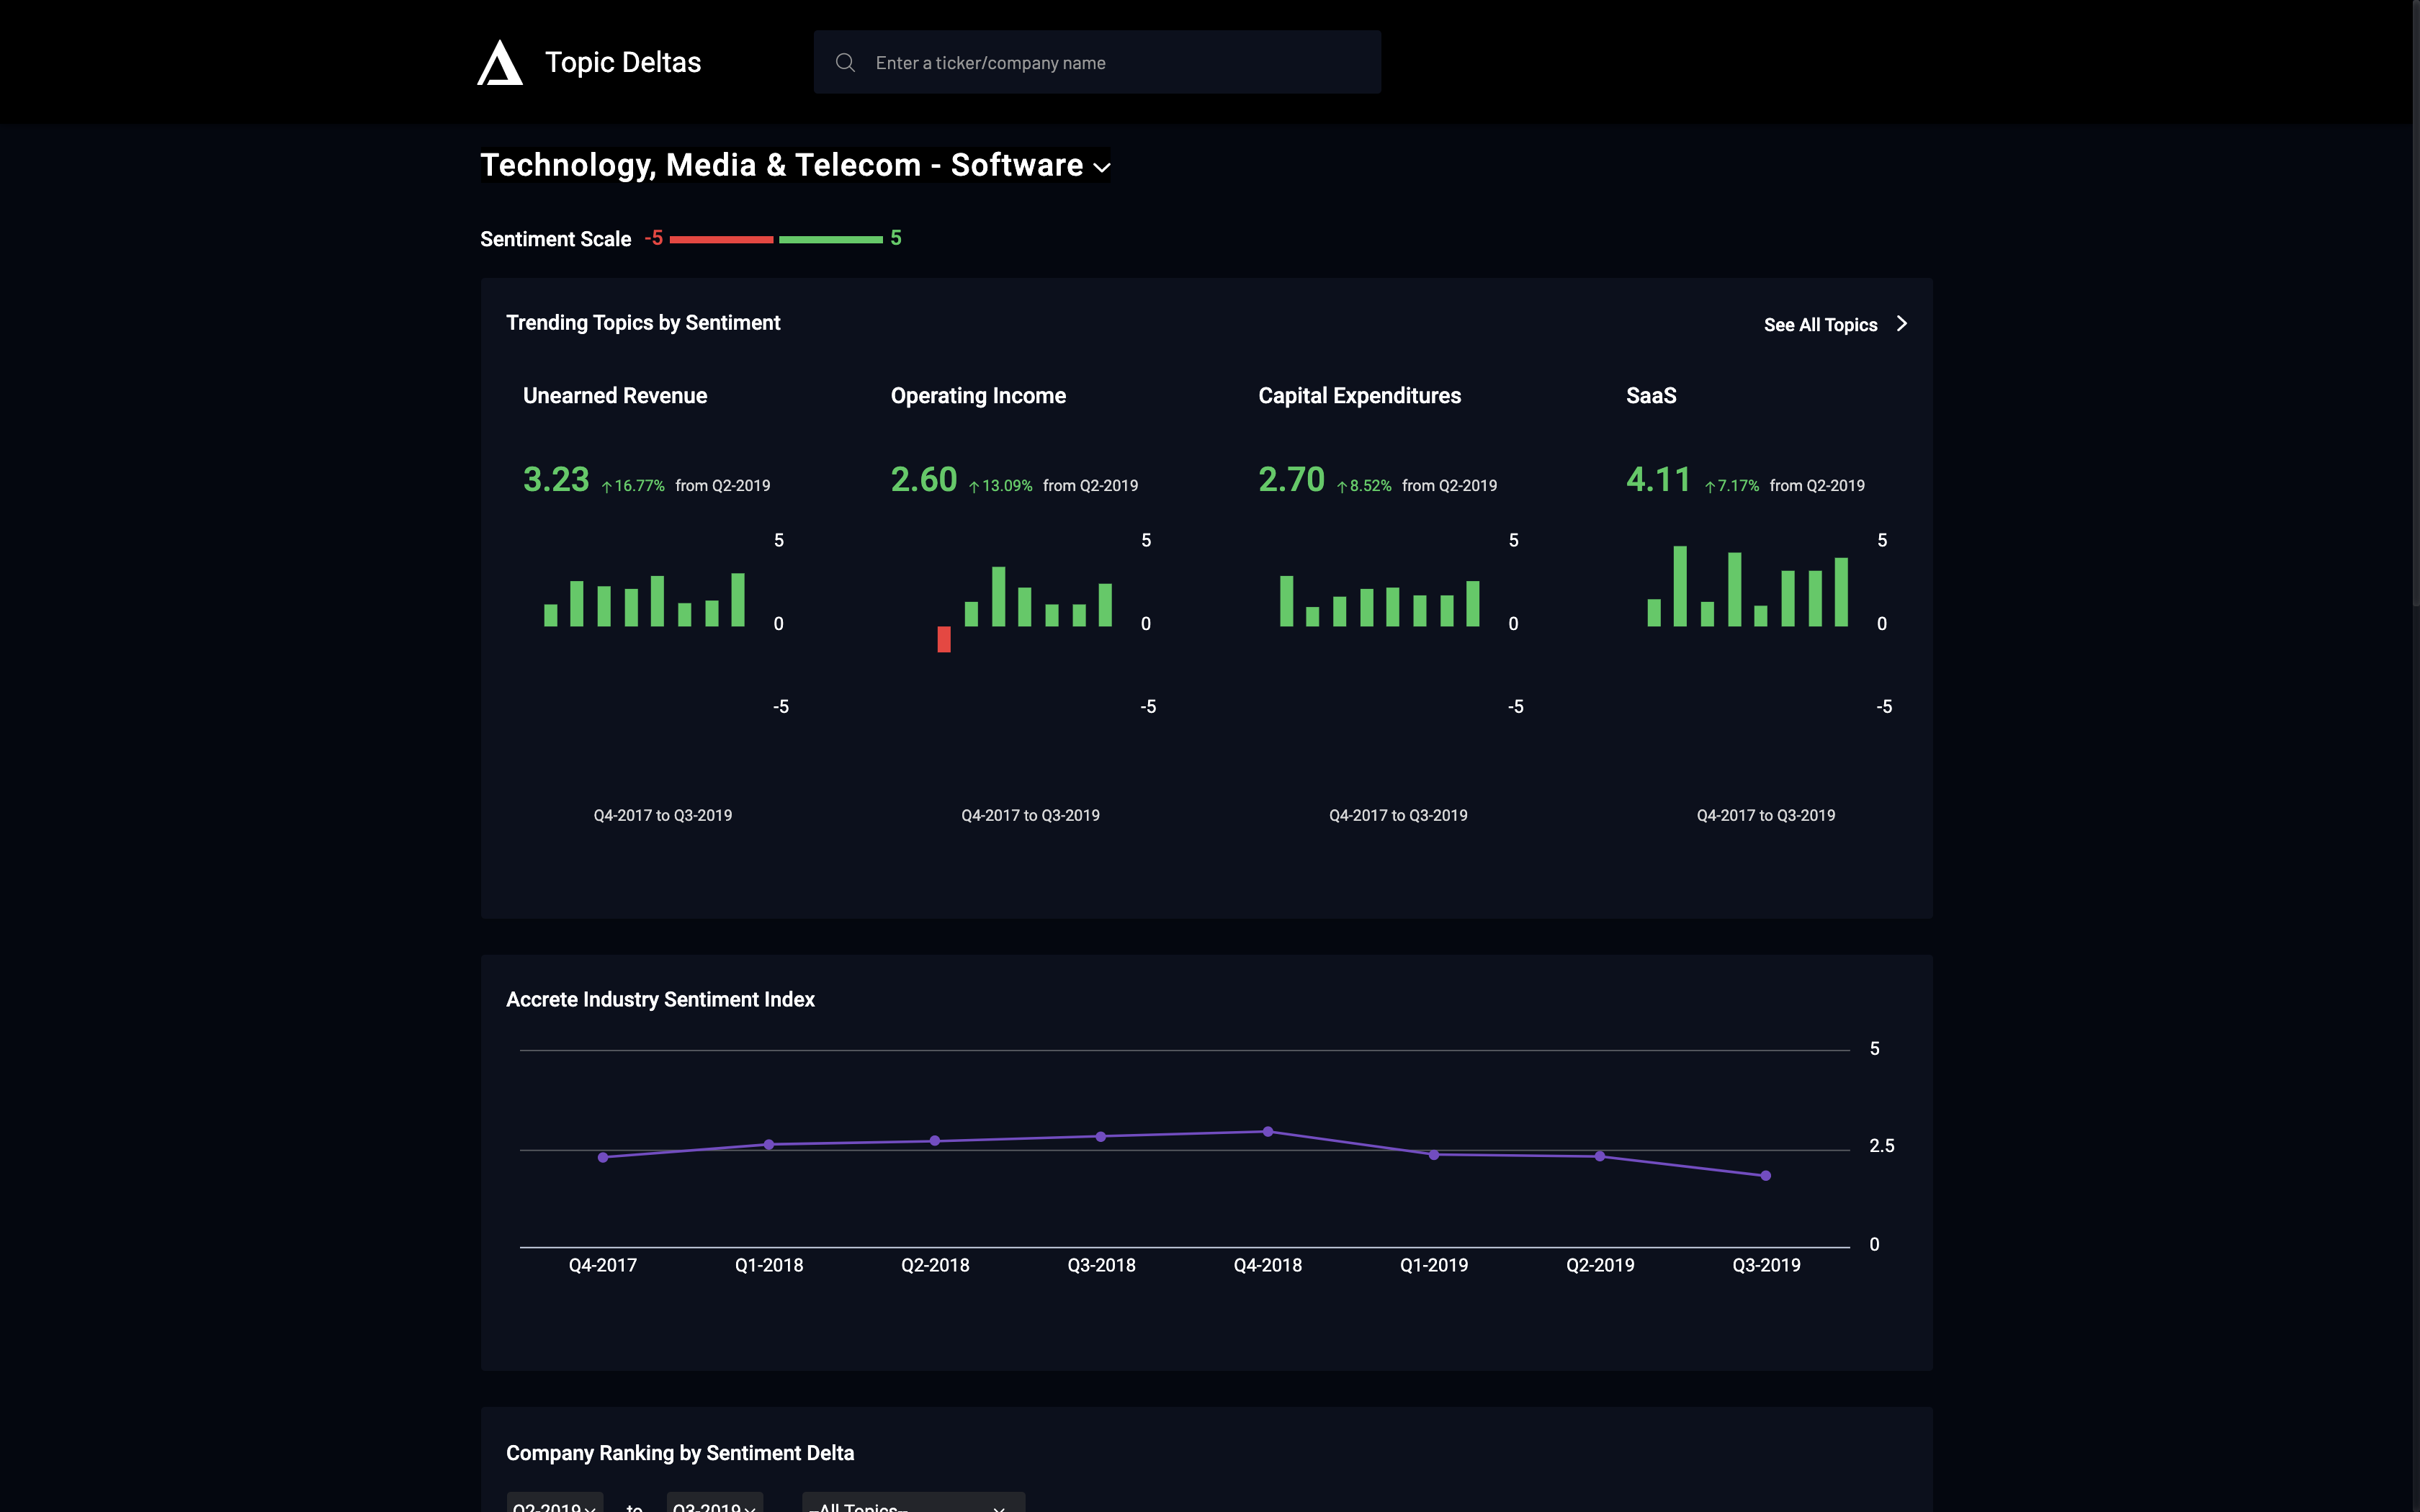 Topic Deltas
Enter a ticker/company name
Technology, Media & Telecom - Software
Sentiment Scale -5 5
Trending Topics by Sentiment
See All Topics
Unearned Revenue
3.23 ↑16.77% from Q2-2019
5
0
-5
Q4-2017 to Q3-2019
Operating Income
2.60 ↑13.09% from Q2-2019
5
0
-5
Q4-2017 to Q3-2019
Capital Expenditures
2.70 ↑8.52% from Q2-2019
5
0
-5
Q4-2017 to Q3-2019
SaaS
4.11 ↑7.17% from Q2-2019
5
0
-5
Q4-2017 to Q3-2019
Accrete Industry Sentiment Index
5
2.5
0
Q4-2017 Q1-2018 Q2-2018 Q3-2018 Q4-2018 Q1-2019 Q2-2019 Q3-2019
Company Ranking by Sentiment Delta
Q2-2019 to Q3-2019 --All Topics--